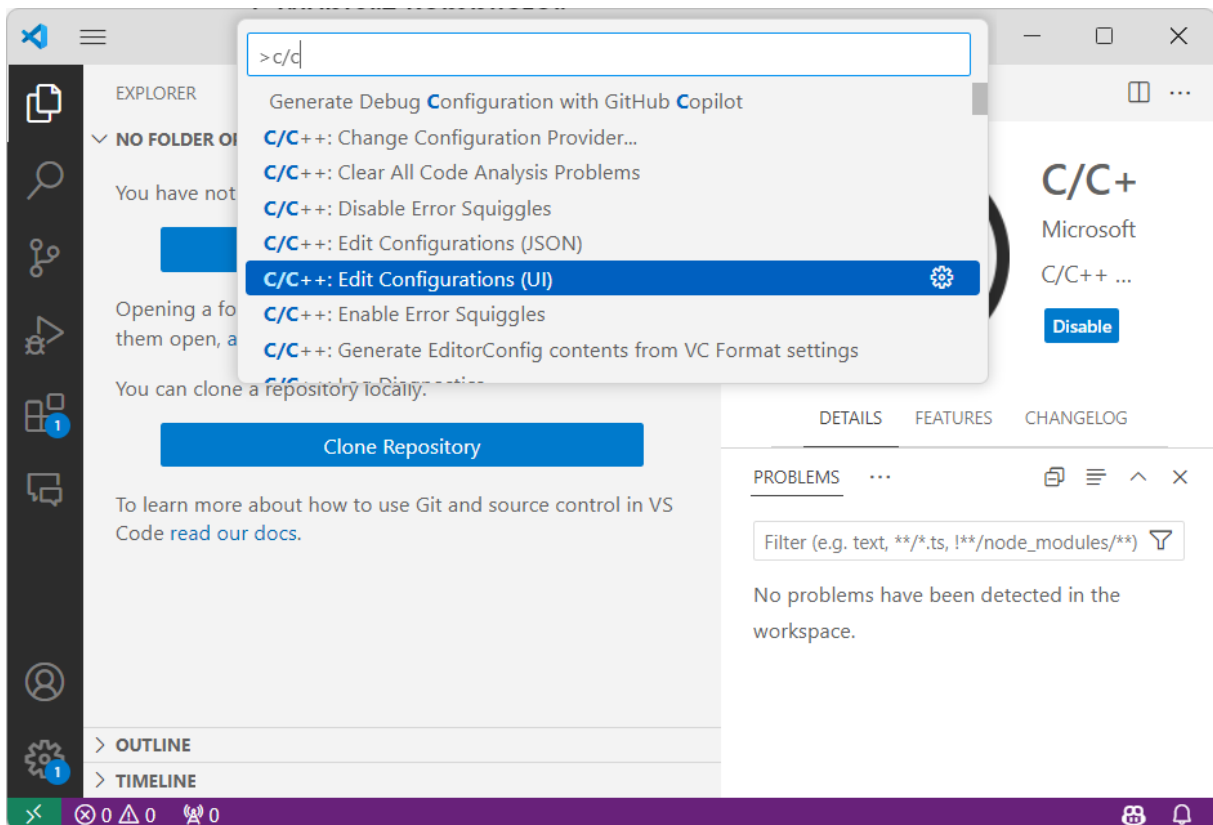 >c/c
Generate Debug Configuration with GitHub Copilot
C/C++: Change Configuration Provider...
C/C++: Clear All Code Analysis Problems
C/C++: Disable Error Squiggles
C/C++: Edit Configurations (JSON)
C/C++: Edit Configurations (UI)
C/C++: Enable Error Squiggles
C/C++: Generate EditorConfig contents from VC Format settings
C/C++: Log Diagnostics
EXPLORER
NO FOLDER
You have not
Opening a
them open,
You can clone a repository locally.
Clone Repository
To learn more about how to use Git and source control in VS
Code read our docs.
OUTLINE
TIMELINE
C/C+
Microsoft
C/C++ ...
Disable
DETAILS FEATURES CHANGELOG
PROBLEMS ...
Filter (e.g. text, **/*.ts, !**/node_modules/**)
No problems have been detected in the
workspace.
1
1
0 0 0